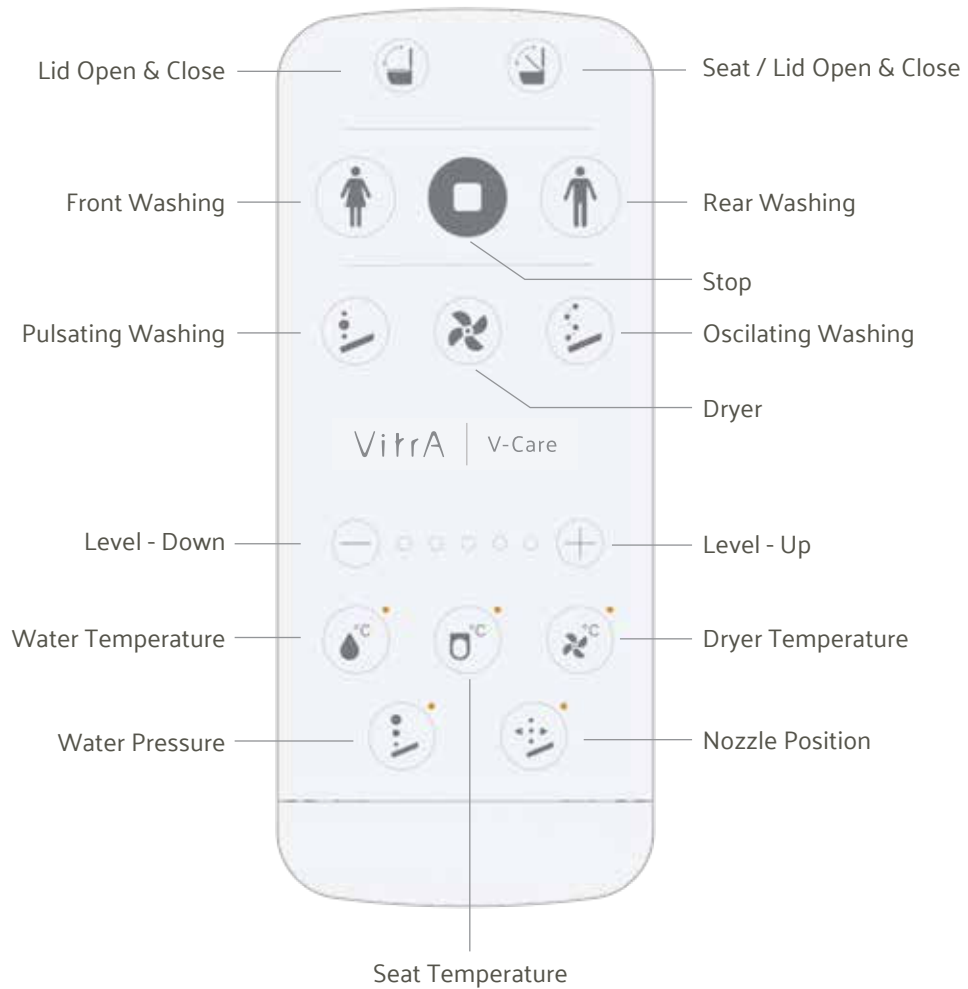 Lid Open & Close
Seat / Lid Open & Close
Front Washing
Rear Washing
Stop
Pulsating Washing
Oscilating Washing
Dryer
VitrA | V-Care
Level - Down
Level - Up
°C
°C
°C
Water Temperature
Dryer Temperature
Water Pressure
Nozzle Position
Seat Temperature